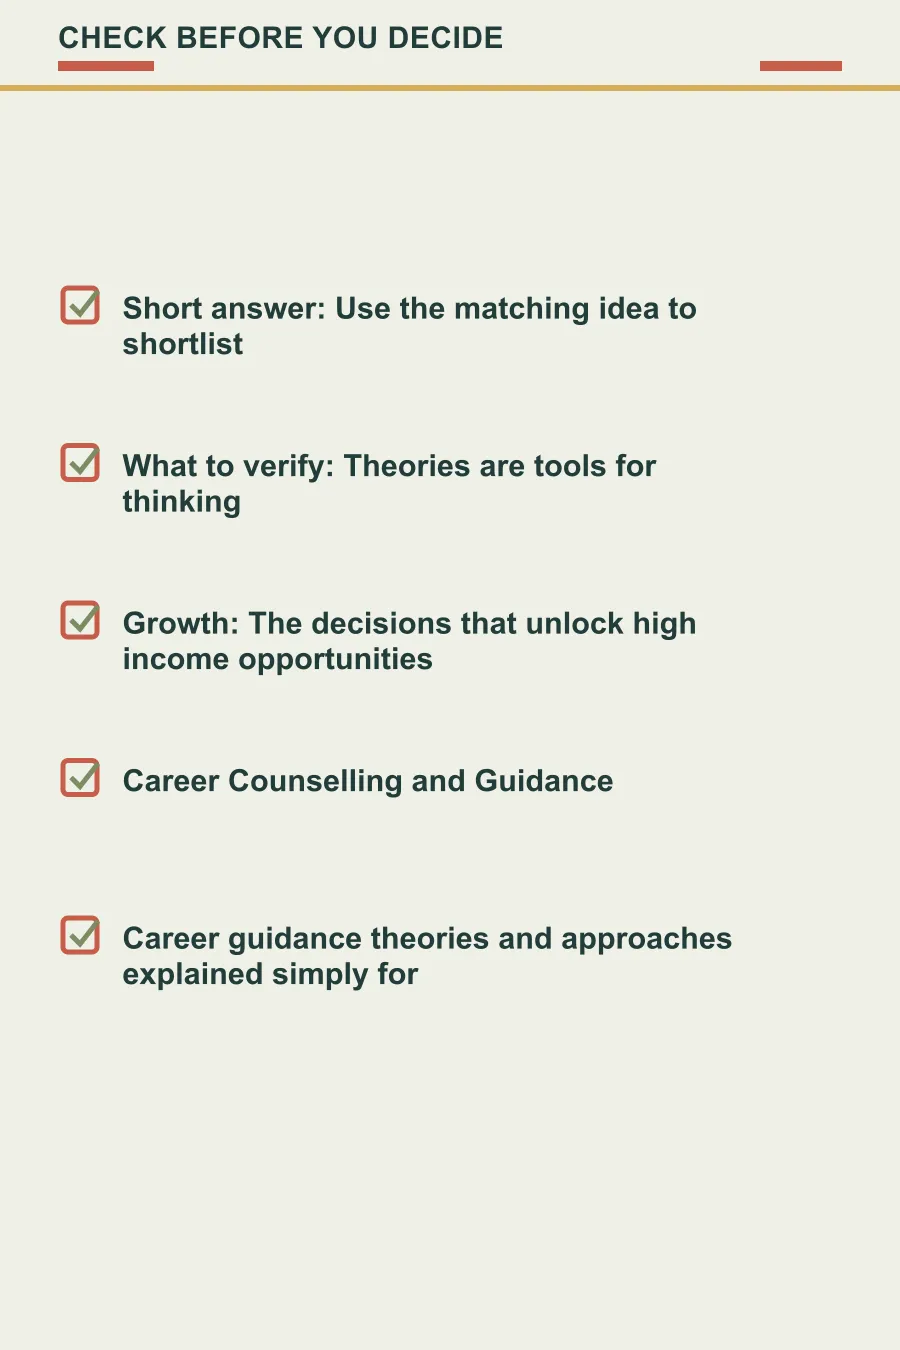 CHECK BEFORE YOU DECIDE
Short answer: Use the matching idea to
shortlist
What to verify: Theories are tools for
thinking
Growth: The decisions that unlock high
income opportunities
Career Counselling and Guidance
Career guidance theories and approaches
explained simply for